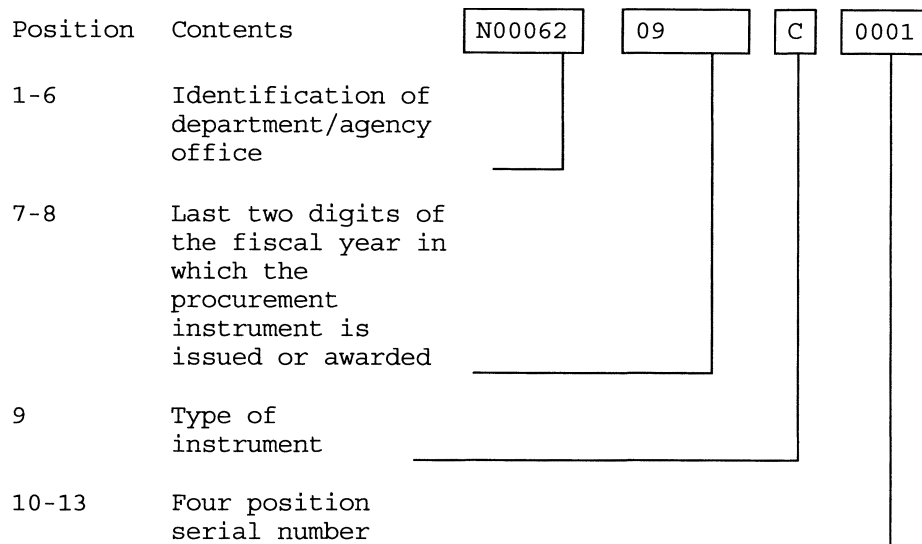 Position Contents N00062 09 C 0001
1-6 Identification of
department/agency
office
7-8 Last two digits of
the fiscal year in
which the
procurement
instrument is
issued or awarded
9 Type of
instrument
10-13 Four position
serial number